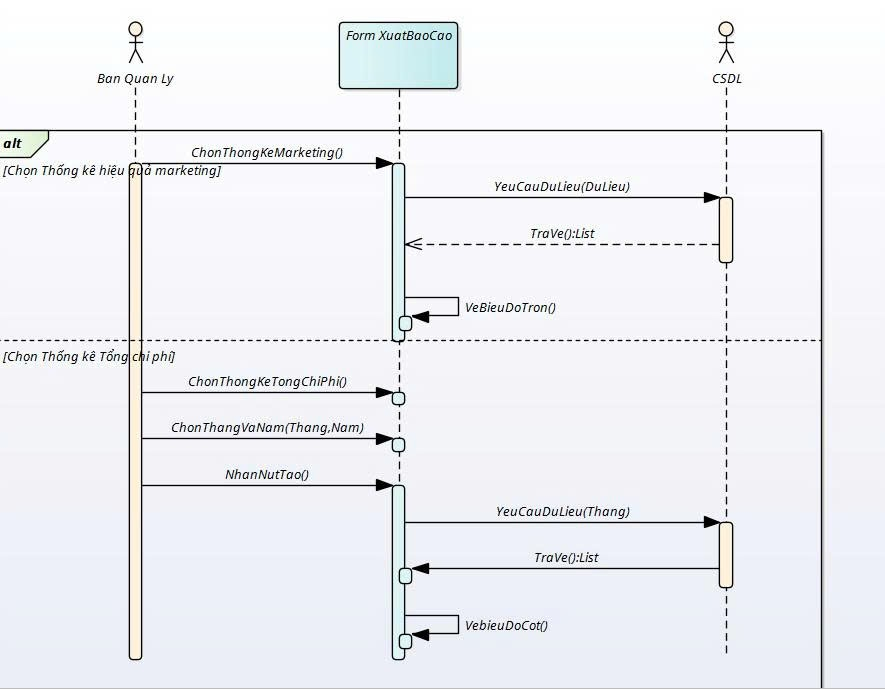 Ban Quan Ly
Form XuatBaoCao
CSDL
alt
ChonThongKeMarketing()
[Chọn Thống kê hiệu quả marketing]
YeuCauDuLieu(DuLieu)
TraVe():List
VeBieuDoTron()
[Chọn Thống kê Tổng chi phí]
ChonThongKeTongChiPhi()
ChonThangVaNam(Thang,Nam)
NhanNutTao()
YeuCauDuLieu(Thang)
TraVe():List
VebieuDoCot()